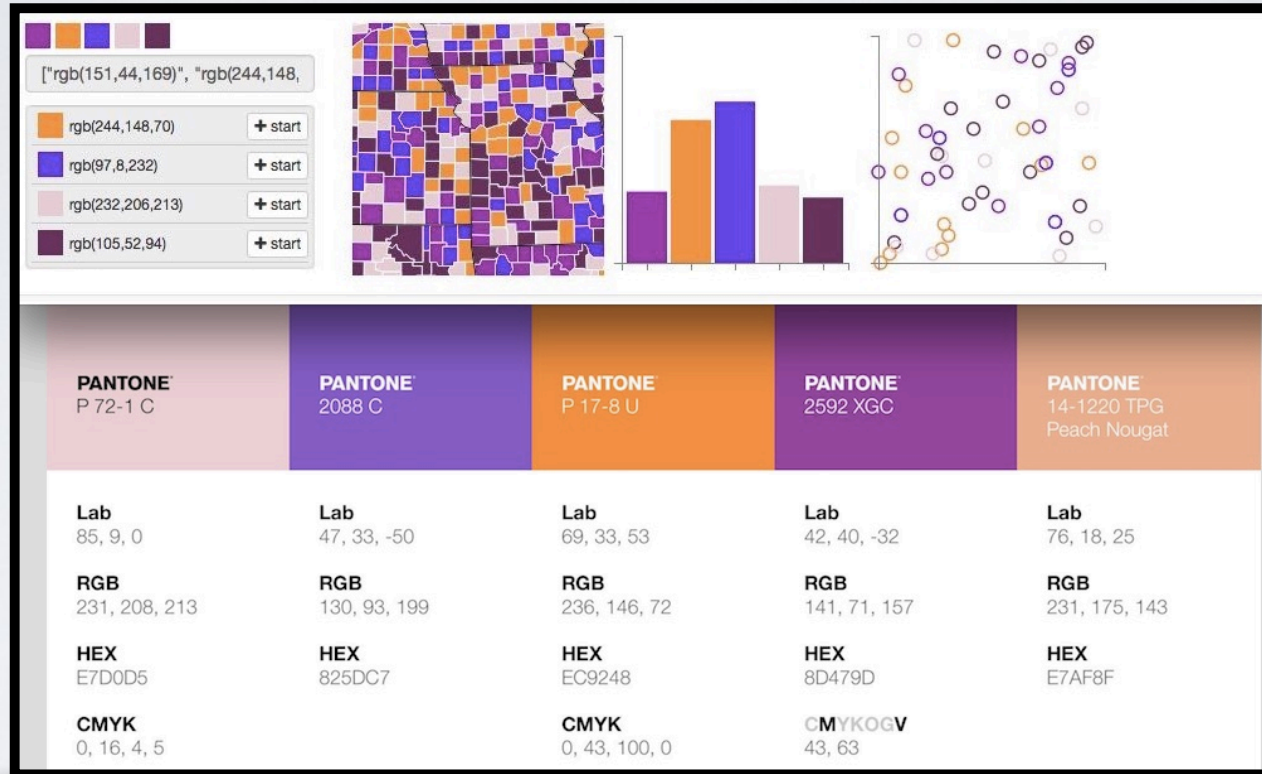 ["rgb(151,44,169)", "rgb(244,148,
rgb(244,148,70)
+ start
rgb(97,8,232)
+ start
rgb(232,206,213)
+ start
rgb(105,52,94)
+ start
PANTONE®
P 72-1 C
Lab
85, 9, 0
RGB
231, 208, 213
HEX
E7D0D5
CMYK
0, 16, 4, 5
PANTONE®
2088 C
Lab
47, 33, -50
RGB
130, 93, 199
HEX
825DC7
PANTONE®
P 17-8 U
Lab
69, 33, 53
RGB
236, 146, 72
HEX
EC9248
CMYK
0, 43, 100, 0
PANTONE®
2592 XGC
Lab
42, 40, -32
RGB
141, 71, 157
HEX
8D479D
CMYKOGV
43, 63
PANTONE®
14-1220 TPG
Peach Nougat
Lab
76, 18, 25
RGB
231, 175, 143
HEX
E7AF8F